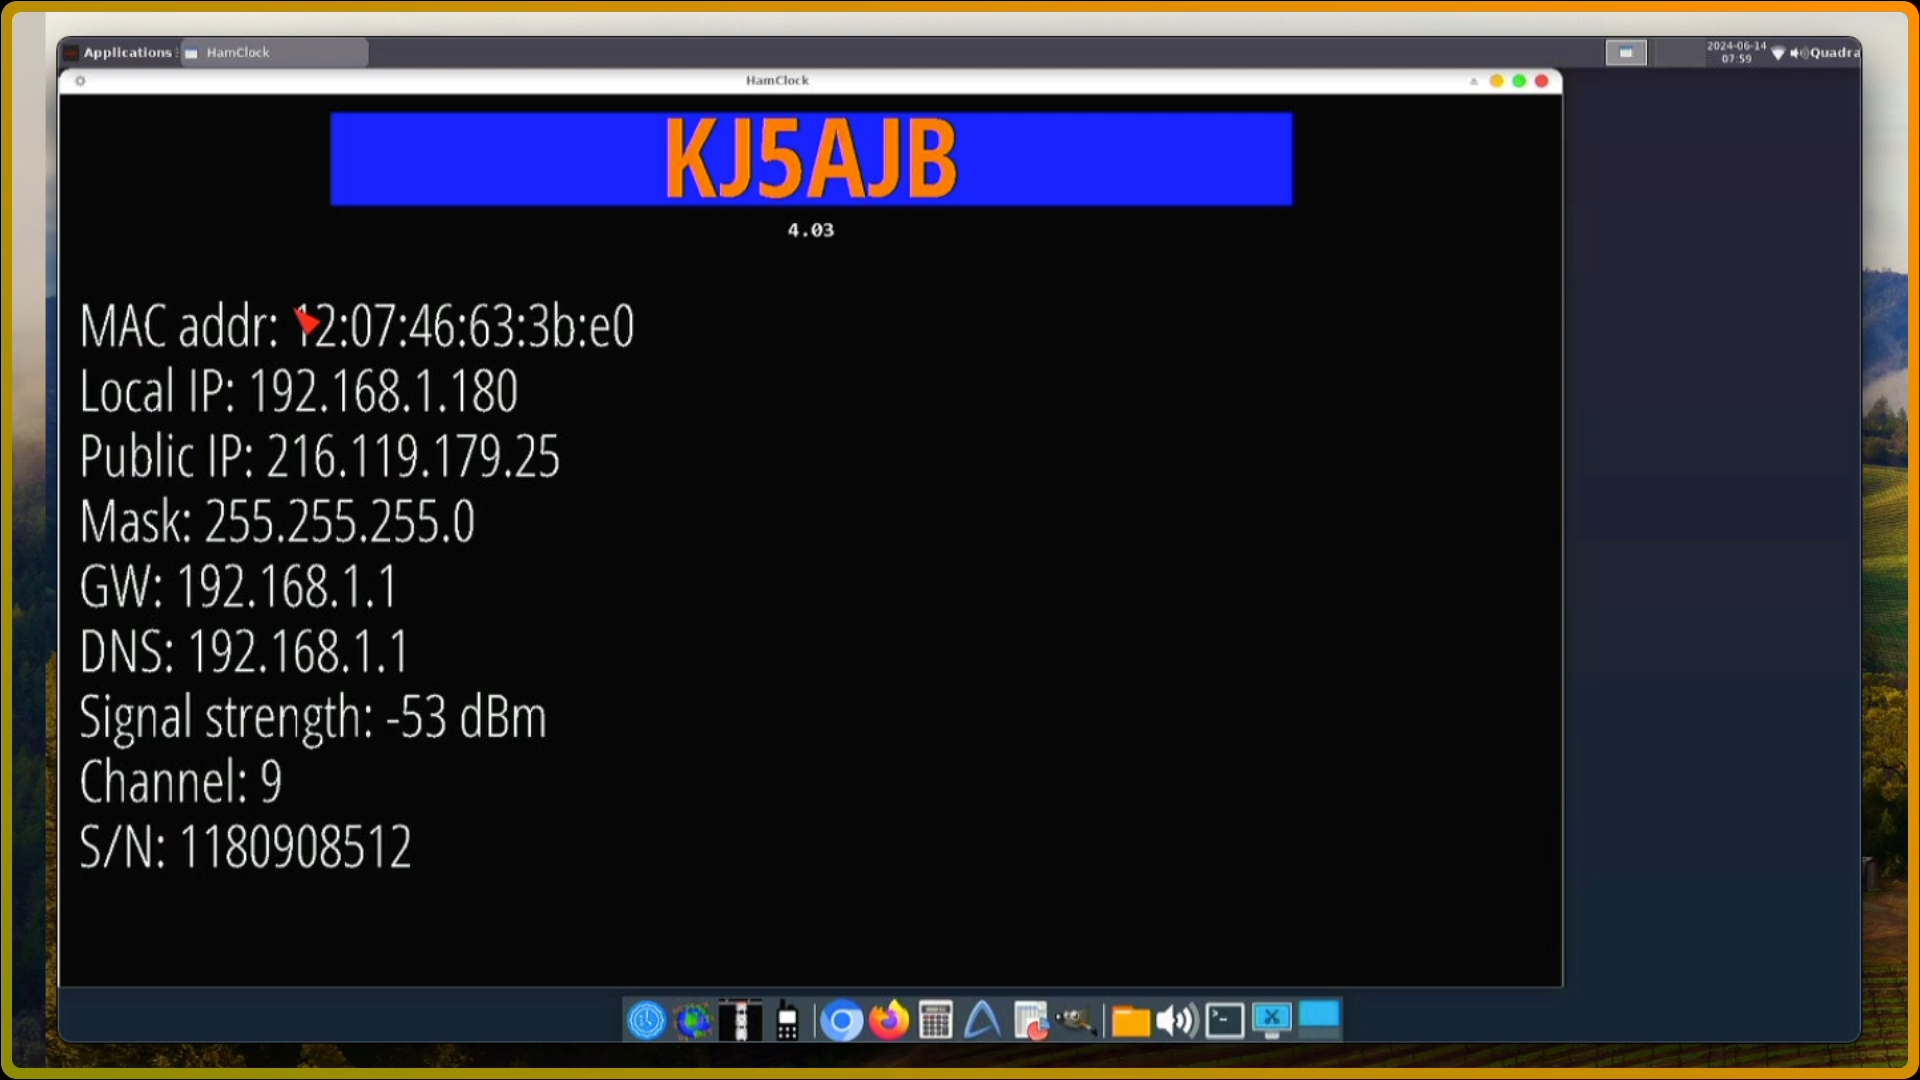 Applications HamClock 2024-06-14 07:59 Quadra
HamClock
KJ5AJB
4.03
MAC addr: 12:07:46:63:3b:e0
Local IP: 192.168.1.180
Public IP: 216.119.179.25
Mask: 255.255.255.0
GW: 192.168.1.1
DNS: 192.168.1.1
Signal strength: -53 dBm
Channel: 9
S/N: 1180908512